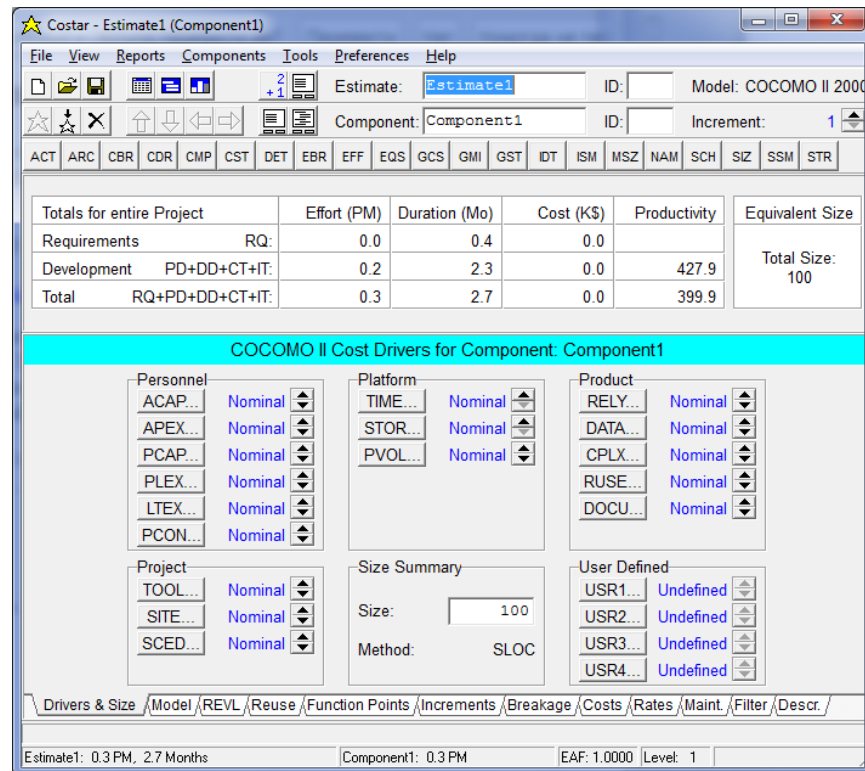 Costar - Estimate1 (Component1)
File View Reports Components Tools Preferences Help
2 +1 Estimate: Estimate1 ID: Model: COCOMO II 2000
Component: Component1 ID: Increment: 1
ACT ARC CBR CDR CMP CST DET EBR EFF EQS GCS GMI GST IDT ISM MSZ NAM SCH SIZ SSM STR
Totals for entire Project Effort (PM) Duration (Mo) Cost (K$) Productivity Equivalent Size
Requirements RQ: 0.0 0.4 0.0
Development PD+DD+CT+IT: 0.2 2.3 0.0 427.9 Total Size:
100
Total RQ+PD+DD+CT+IT: 0.3 2.7 0.0 399.9
COCOMO II Cost Drivers for Component: Component1
Personnel Platform Product
ACAP... Nominal TIME... Nominal RELY... Nominal
APEX... Nominal STOR... Nominal DATA... Nominal
PCAP... Nominal PVOL... Nominal CPLX... Nominal
PLEX... Nominal RUSE... Nominal
LTEX... Nominal DOCU... Nominal
PCON... Nominal
Project Size Summary User Defined
TOOL... Nominal Size: 100 USR1... Undefined
SITE... Nominal USR2... Undefined
SCED... Nominal Method: SLOC USR3... Undefined
USR4... Undefined
Drivers & Size Model REVL Reuse Function Points Increments Breakage Costs Rates Maint. Filter Descr.
Estimate1: 0.3 PM, 2.7 Months Component1: 0.3 PM EAF: 1.0000 Level: 1